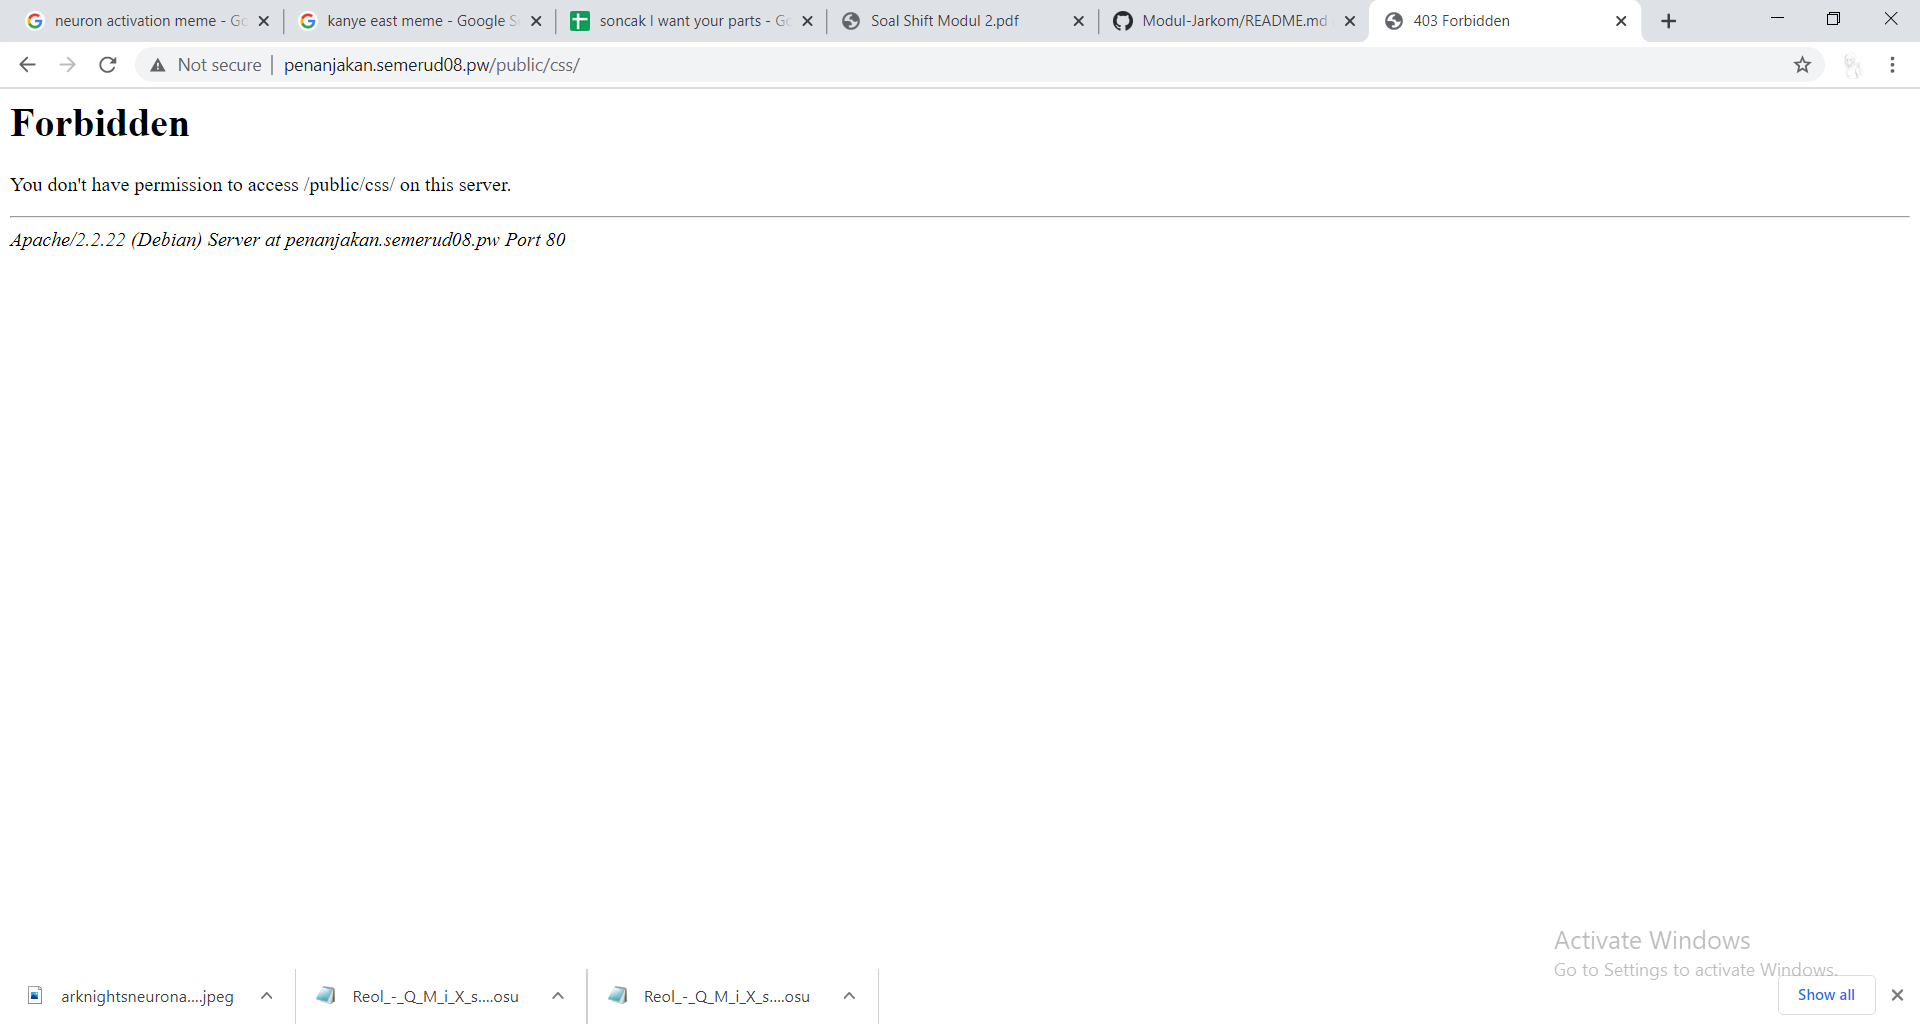 neuron activation meme - Go
kanye east meme - Google S
soncak I want your parts - Go
Soal Shift Modul 2.pdf
Modul-Jarkom/README.md
403 Forbidden
Not secure
penanjakan.semerud08.pw/public/css/
Forbidden
You don't have permission to access /public/css/ on this server.
Apache/2.2.22 (Debian) Server at penanjakan.semerud08.pw Port 80
Activate Windows
Go to Settings to activate Windows.
arknightsneurona....jpeg
Reol_-_Q_M_i_X_s....osu
Reol_-_Q_M_i_X_s....osu
Show all